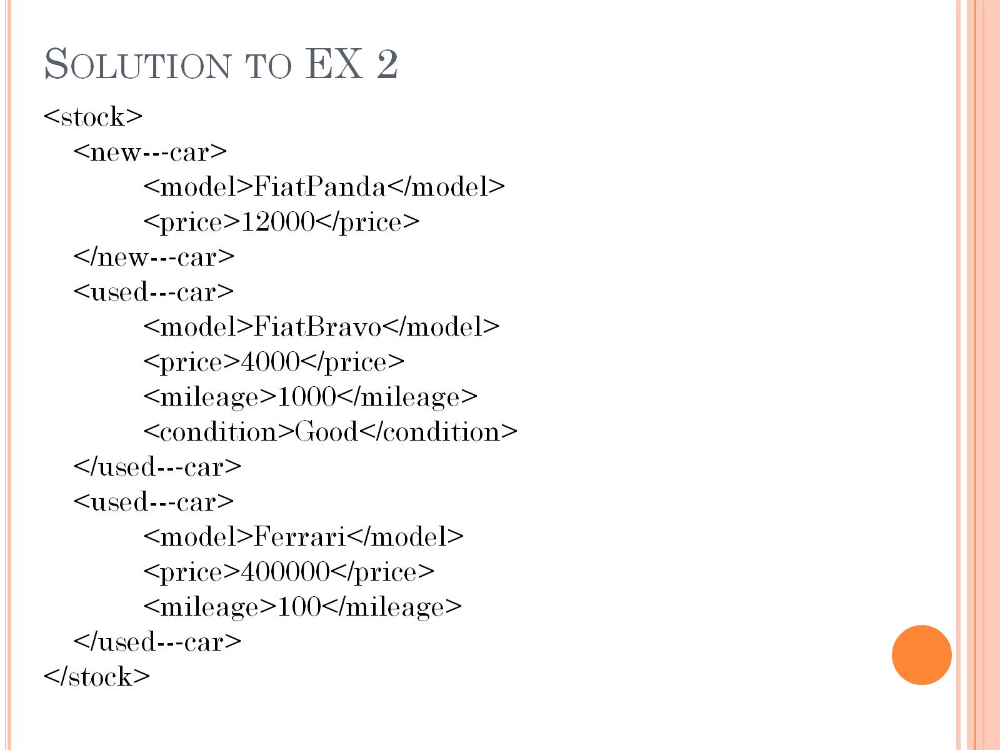 SOLUTION TO EX 2
<stock>
<new---car>
<model>FiatPanda</model>
<price>12000</price>
</new---car>
<used---car>
<model>FiatBravo</model>
<price>4000</price>
<mileage>1000</mileage>
<condition>Good</condition>
</used---car>
<used---car>
<model>Ferrari</model>
<price>400000</price>
<mileage>100</mileage>
</used---car>
</stock>